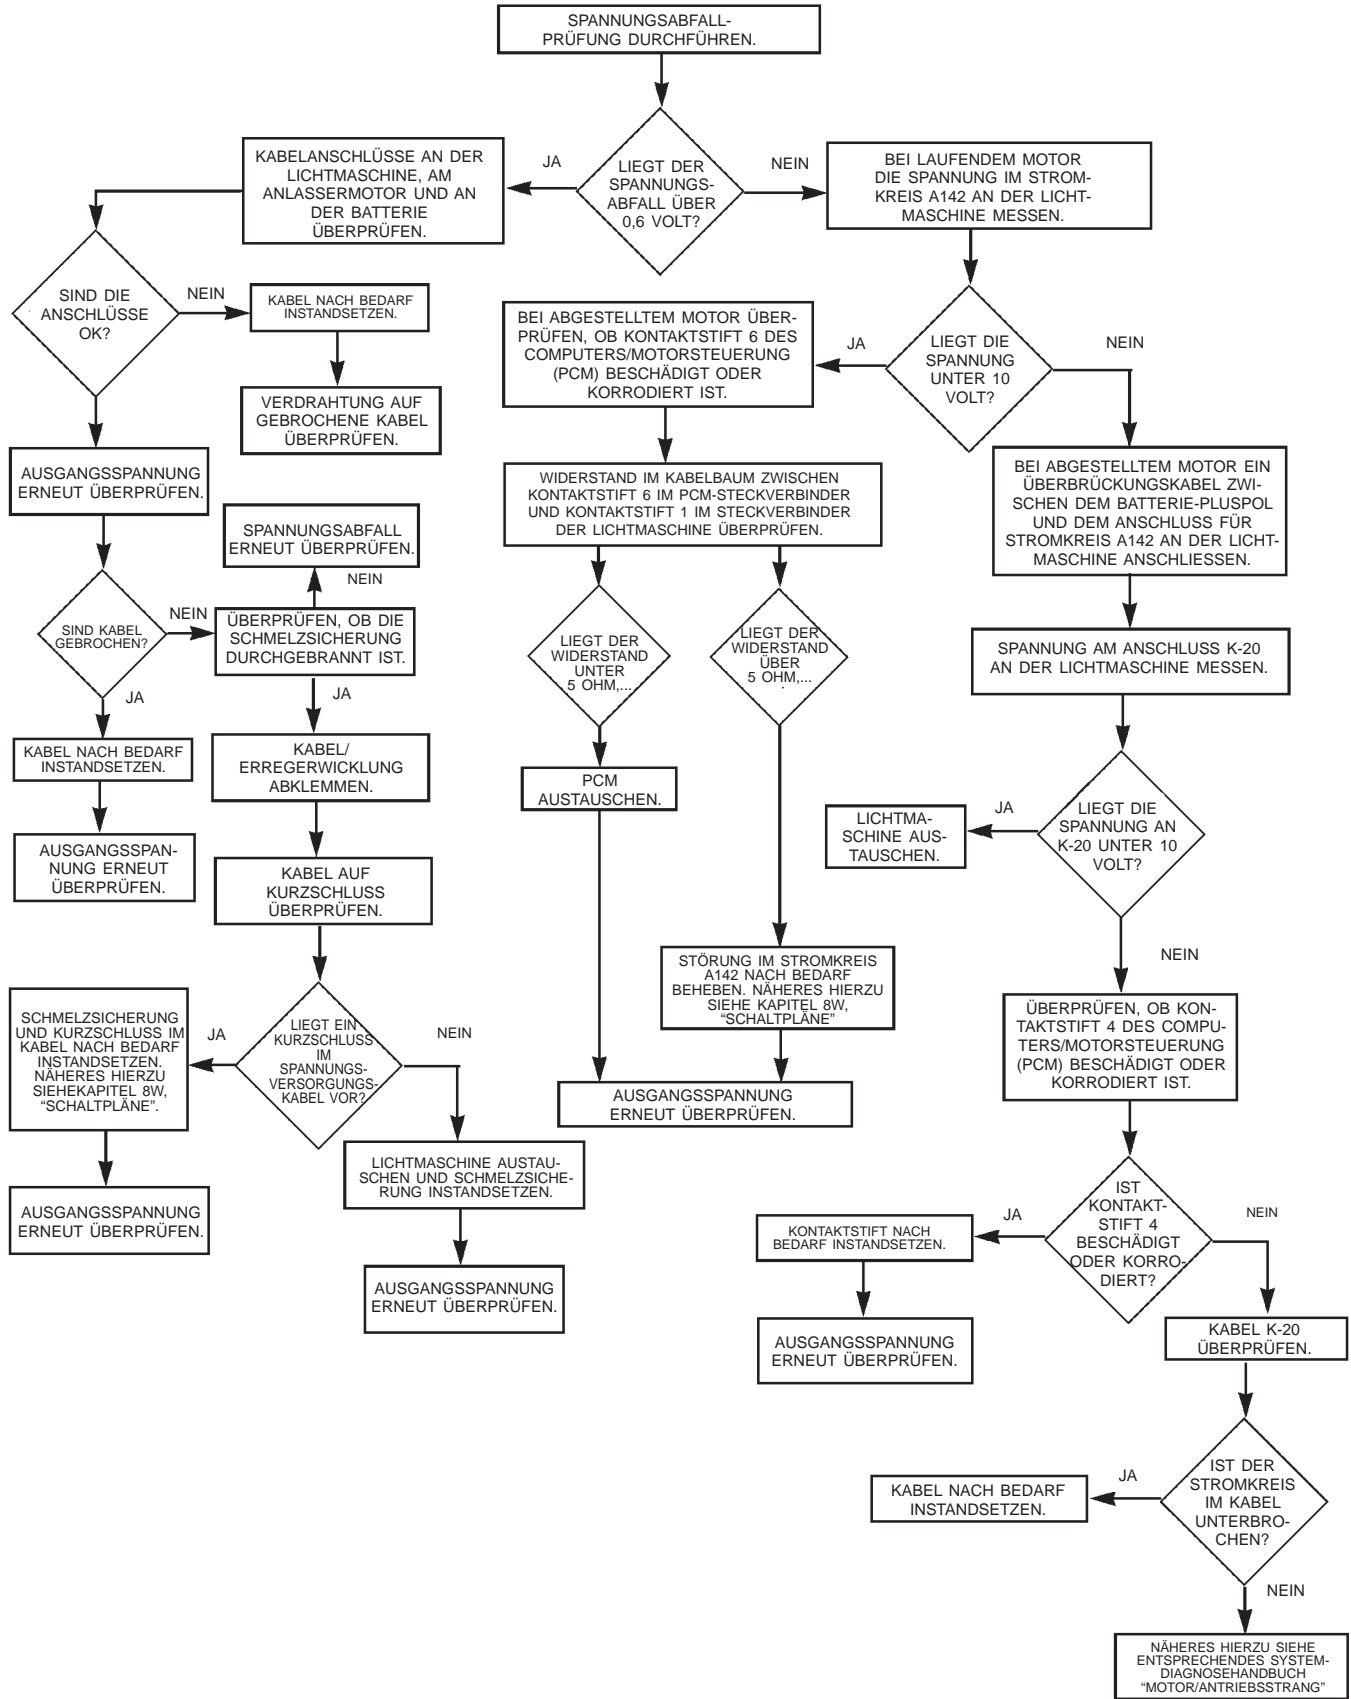 SPANNUNGSABFALL-
PRÜFUNG DURCHFÜHREN.
LIEGT DER
SPANNUNGS-
ABFALL ÜBER
0,6 VOLT?
JA
NEIN
KABELANSCHLÜSSE AN DER
LICHTMASCHINE, AM
ANLASSERMOTOR UND AN
DER BATTERIE
ÜBERPRÜFEN.
BEI LAUFENDEM MOTOR
DIE SPANNUNG IM STROM-
KREIS A142 AN DER LICHT-
MASCHINE MESSEN.
SIND DIE
ANSCHLÜSSE
OK?
NEIN
KABEL NACH BEDARF
INSTANDSETZEN.
VERDRAHTUNG AUF
GEBROCHENE KABEL
ÜBERPRÜFEN.
BEI ABGESTELLTEM MOTOR ÜBER-
PRÜFEN, OB KONTAKTSTIFT 6 DES
COMPUTERS/MOTORSTEUERUNG
(PCM) BESCHÄDIGT ODER
KORRODIERT IST.
JA
LIEGT DIE
SPANNUNG
UNTER 10
VOLT?
NEIN
AUSGANGSSPANNUNG
ERNEUT ÜBERPRÜFEN.
WIDERSTAND IM KABELBAUM ZWISCHEN
KONTAKTSTIFT 6 IM PCM-STECKVERBINDER
UND KONTAKTSTIFT 1 IM STECKVERBINDER
DER LICHTMASCHINE ÜBERPRÜFEN.
BEI ABGESTELLTEM MOTOR EIN
ÜBERBRÜCKUNGSKABEL ZWI-
SCHEN DEM BATTERIE-PLUSPOL
UND DEM ANSCHLUSS FÜR
STROMKREIS A142 AN DER LICHT-
MASCHINE ANSCHLIESSEN.
SPANNUNGSABFALL
ERNEUT ÜBERPRÜFEN.
NEIN
SIND KABEL
GEBROCHEN?
NEIN
ÜBERPRÜFEN, OB DIE
SCHMELZSICHERUNG
DURCHGEBRANNT IST.
JA
JA
LIEGT DER
WIDERSTAND
UNTER
5 OHM,...
LIEGT DER
WIDERSTAND
ÜBER
5 OHM,...
SPANNUNG AM ANSCHLUSS K-20
AN DER LICHTMASCHINE MESSEN.
KABEL NACH BEDARF
INSTANDSETZEN.
KABEL/
ERREGERWICKLUNG
ABKLEMMEN.
PCM
AUSTAUSCHEN.
LICHTMA-
SCHINE AUS-
TAUSCHEN.
JA
LIEGT DIE
SPANNUNG AN
K-20 UNTER 10
VOLT?
NEIN
AUSGANGSSPAN-
NUNG ERNEUT
ÜBERPRÜFEN.
KABEL AUF
KURZSCHLUSS
ÜBERPRÜFEN.
STÖRUNG IM STROMKREIS
A142 NACH BEDARF
BEHEBEN. NÄHERES HIERZU
SIEHE KAPITEL 8W,
“SCHALTPLÄNE”
ÜBERPRÜFEN, OB KON-
TAKTSTIFT 4 DES COMPU-
TERS/MOTORSTEUERUNG
(PCM) BESCHÄDIGT ODER
KORRODIERT IST.
SCHMELZSICHERUNG
UND KURZSCHLUSS IM
KABEL NACH BEDARF
INSTANDSETZEN.
NÄHERES HIERZU
SIEHEKAPITEL 8W,
“SCHALTPLÄNE”.
JA
LIEGT EIN
KURZSCHLUSS
IM
SPANNUNGS-
VERSORGUNGS-
KABEL VOR?
NEIN
AUSGANGSSPANNUNG
ERNEUT ÜBERPRÜFEN.
LICHTMASCHINE AUSTAU-
SCHEN UND SCHMELZSICHE-
RUNG INSTANDSETZEN.
AUSGANGSSPANNUNG
ERNEUT ÜBERPRÜFEN.
AUSGANGSSPANNUNG
ERNEUT ÜBERPRÜFEN.
KONTAKTSTIFT NACH
BEDARF INSTANDSETZEN.
JA
IST
KONTAKT-
STIFT 4
BESCHÄDIGT
ODER KORRO-
DIERT?
NEIN
AUSGANGSSPANNUNG
ERNEUT ÜBERPRÜFEN.
KABEL K-20
ÜBERPRÜFEN.
KABEL NACH BEDARF
INSTANDSETZEN.
JA
IST DER
STROMKREIS
IM KABEL
UNTERBRO-
CHEN?
NEIN
NÄHERES HIERZU SIEHE
ENTSPRECHENDES SYSTEM-
DIAGNOSEHANDBUCH
“MOTOR/ANTRIEBSSTRANG”